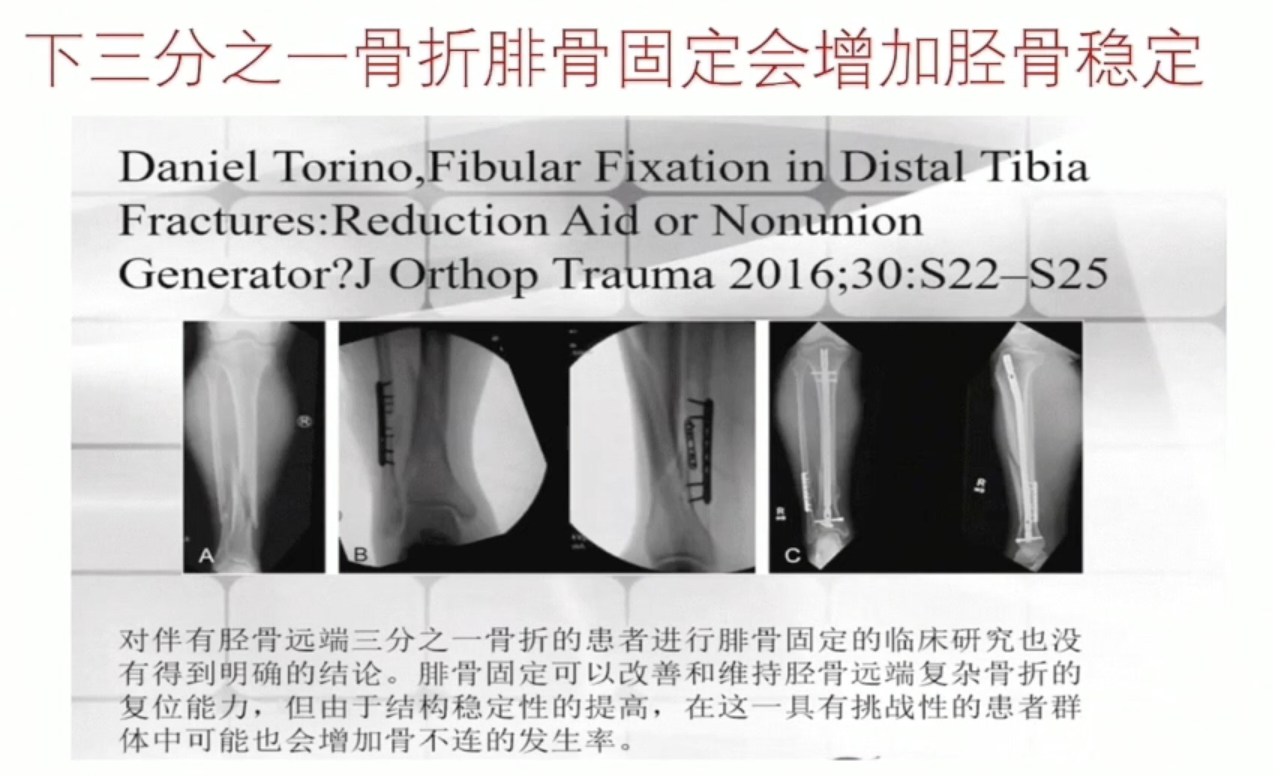 下三分之一骨折腓骨固定会增加胫骨稳定
Daniel Torino,Fibular Fixation in Distal Tibia
Fractures:Reduction Aid or Nonunion
Generator?J Orthop Trauma 2016;30:S22–S25
A
B
C
R
R
对伴有胫骨远端三分之一骨折的患者进行腓骨固定的临床研究也没
有得到明确的结论。腓骨固定可以改善和维持胫骨远端复杂骨折的
复位能力，但由于结构稳定性的提高，在这一具有挑战性的患者群
体中可能也会增加骨不连的发生率。